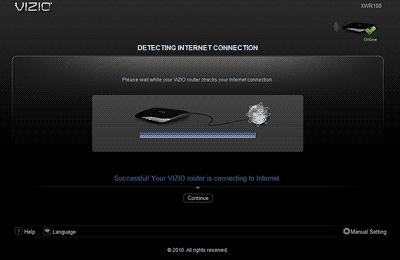 VIZIO
XWR100
Online
DETECTING INTERNET CONNECTION
Please wait while your VIZIO router checks your Internet connection.
Successful! Your VIZIO router is connecting to Internet.
Continue
? Help
Language
Manual Setting
© 2010. All rights reserved.